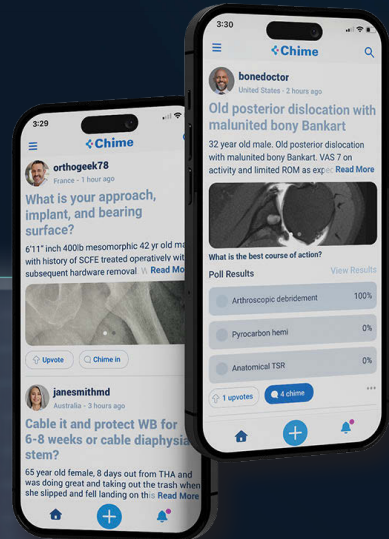 3:29
Chime
orthogeek78
France - 1 hour ago
What is your approach,
implant, and bearing
surface?
6'11" inch 400lb mesomorphic 42 yr old
with history of SCFE treated operatively
subsequent hardware removal. Read Mo
Upvote
Chime in
janesmithmd
Australia - 3 hours ago
Cable it and protect WB for
6-8 weeks or cable diaphysia
stem?
65 year old female, 8 days out from THA and
was doing great and taking out the trash when
she slipped and fell landing on this Read More
3:30
Chime
bonedoctor
United States - 2 hours ago
Old posterior dislocation with
malunited bony Bankart
32 year old male. Old posterior dislocation
with malunited bony Bankart. VAS 7 on
activity and limited ROM as expec Read More
What is the best course of action?
Poll Results
View Results
Arthroscopic debridement 100%
Pyrocarbon hemi 0%
Anatomical TSR 0%
1 upvotes
4 chime